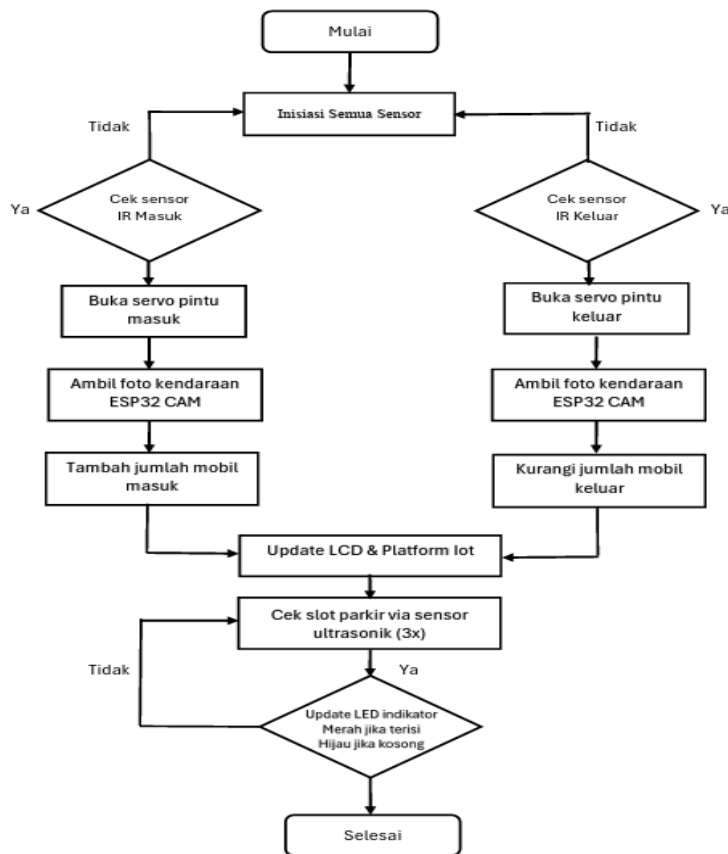 Mulai
Inisiasi Semua Sensor
Tidak
Tidak
Ya
Cek sensor
IR Masuk
Cek sensor
IR Keluar
Ya
Buka servo pintu
masuk
Buka servo pintu
keluar
Ambil foto kendaraan
ESP32 CAM
Ambil foto kendaraan
ESP32 CAM
Tambah jumlah mobil
masuk
Kurangi jumlah mobil
keluar
Update LCD & Platform Iot
Cek slot parkir via sensor
ultrasonik (3x)
Tidak
Ya
Update LED indikator
Merah jika terisi
Hijau jika kosong
Selesai